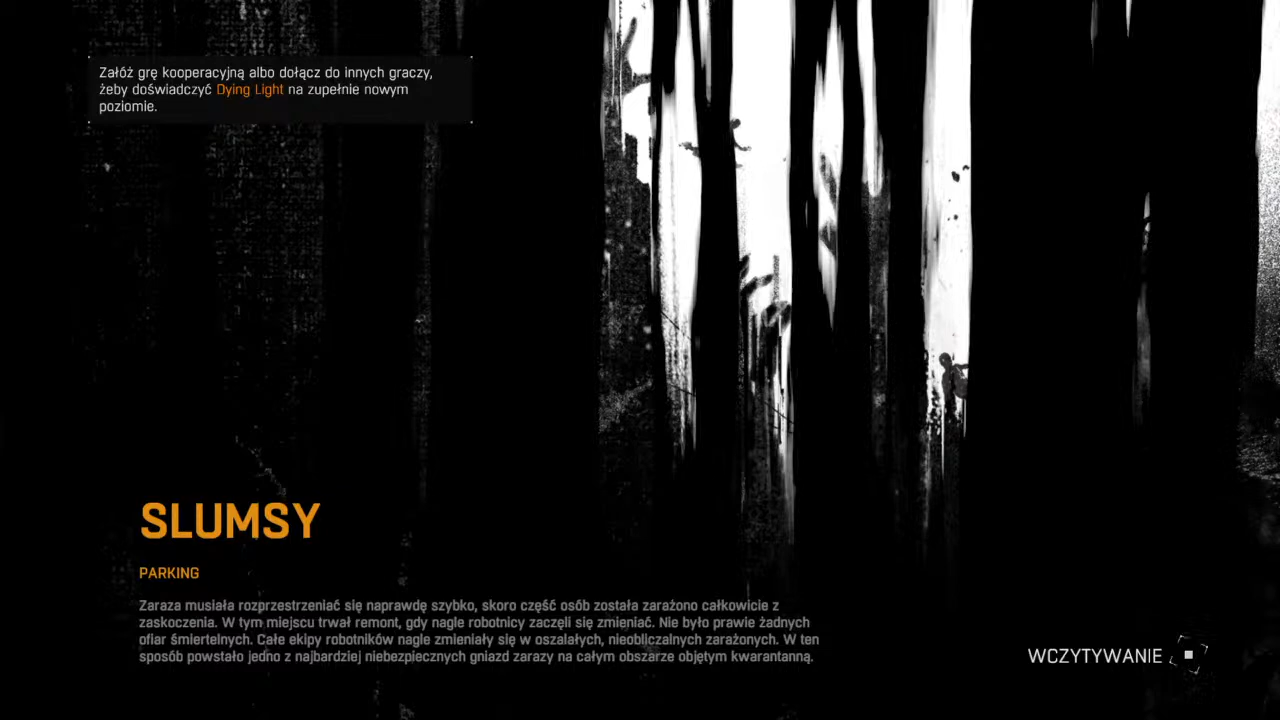 Załóż grę kooperacyjną albo dołącz do innych graczy,
żeby doświadczyć Dying Light na zupełnie nowym
poziomie.
SLUMSY
PARKING
Zaraza musiała rozprzestrzeniać się naprawdę szybko, skoro część osób została zarażono całkowicie z
zaskoczenia. W tym miejscu trwał remont, gdy nagle robotnicy zaczęli się zmieniać. Nie było prawie żadnych
ofiar śmiertelnych. Całe ekipy robotników nagle zmieniały się w oszalałych, nieobliczalnych zarażonych. W ten
sposób powstało jedno z najbardziej niebezpiecznych gniazd zarazy na całym obszarze objętym kwarantanną.
WCZYTYWANIE